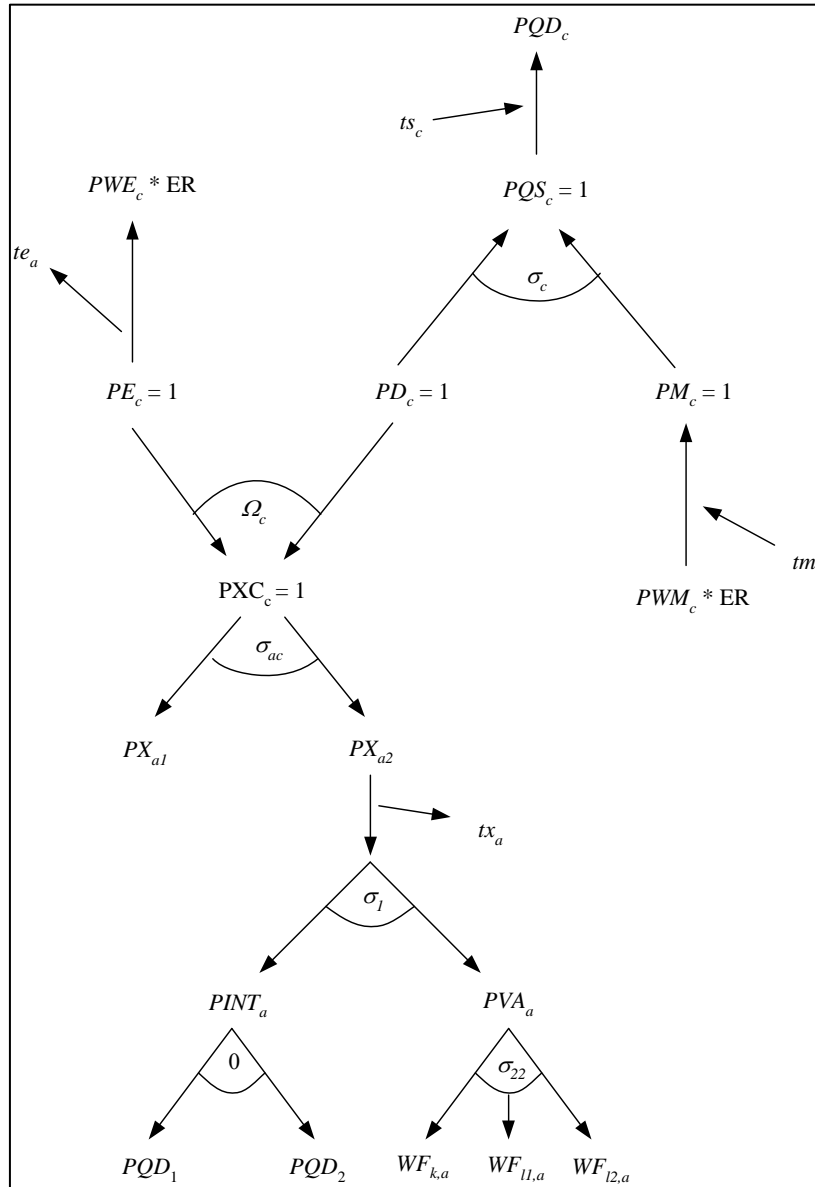 PQD_c
ts_c
PWE_c * ER
PQS_c = 1
te_a
σ_c
PE_c = 1
PD_c = 1
PM_c = 1
Ω_c
tm
PXC_c = 1
PWM_c * ER
σ_ac
PX_a1
PX_a2
tx_a
σ_1
PINT_a
PVA_a
0
σ_22
PQD_1
PQD_2
WF_k,a
WF_l1,a
WF_l2,a